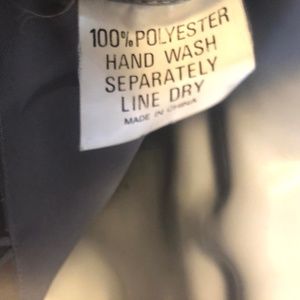 100% POLYESTER
HAND WASH
SEPARATELY
LINE DRY
MADE IN CHINA